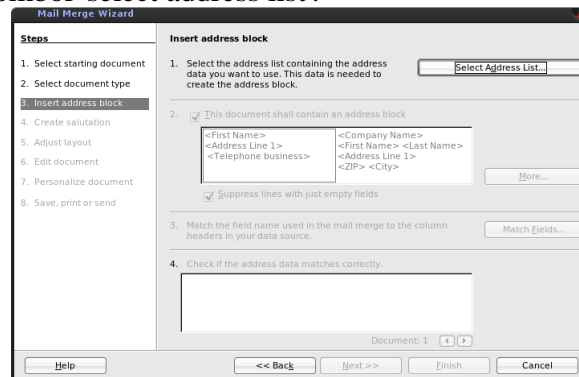 select address list
Mail Merge Wizard
Steps
1. Select starting document
2. Select document type
3. Insert address block
4. Create salutation
5. Adjust layout
6. Edit document
7. Personalize document
8. Save, print or send
Insert address block
1. Select the address list containing the address
data you want to use. This data is needed to
create the address block.
Select Address List...
2. This document shall contain an address block
<First Name>
<Address Line 1>
<Telephone business>
<Company Name>
<First Name> <Last Name>
<Address Line 1>
<ZIP> <City>
More...
Suppress lines with just empty fields
3. Match the field name used in the mail merge to the column
headers in your data source.
Match Fields...
4. Check if the address data matches correctly.
Document: 1
Help
<< Back
Next >>
Finish
Cancel